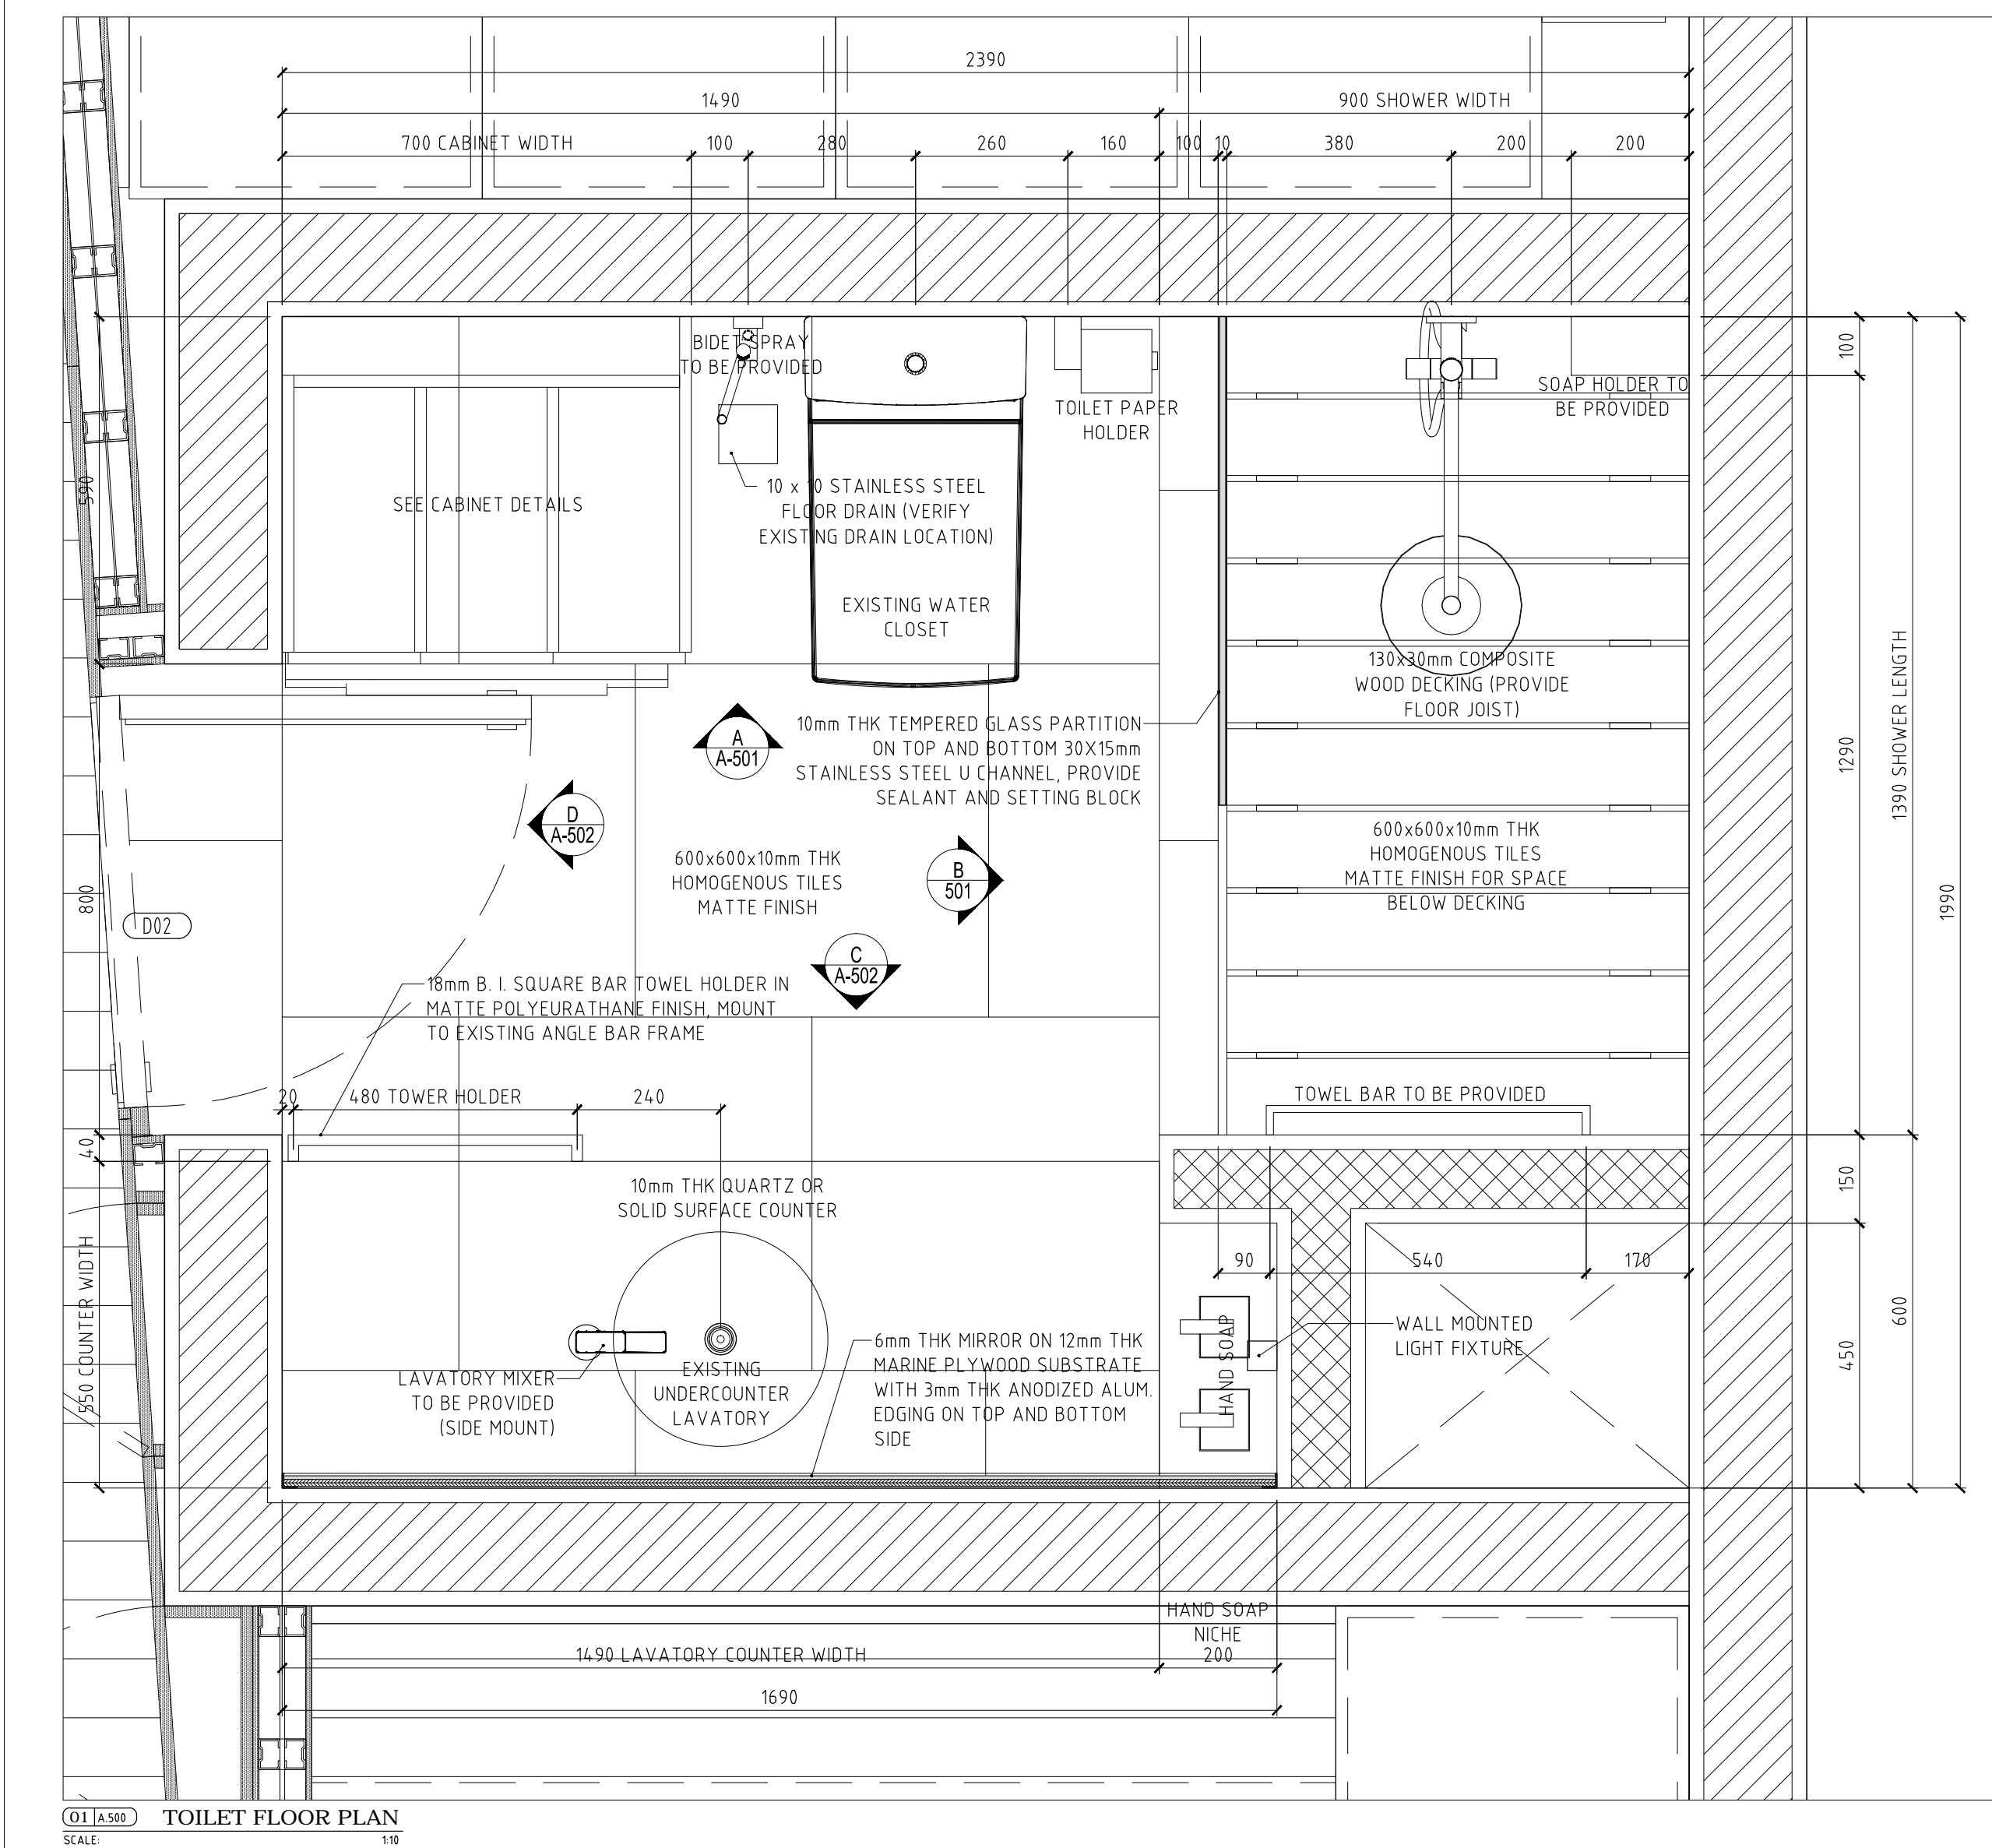 2390
1490
900 SHOWER WIDTH
700 CABINET WIDTH
100
280
260
160
100
10
380
200
200
BIDET SPRAY
TO BE PROVIDED
TOILET PAPER
HOLDER
SOAP HOLDER TO
BE PROVIDED
100
590
SEE CABINET DETAILS
10 x 10 STAINLESS STEEL
FLOOR DRAIN (VERIFY
EXISTING DRAIN LOCATION)
EXISTING WATER
CLOSET
130x30mm COMPOSITE
WOOD DECKING (PROVIDE
FLOOR JOIST)
10mm THK TEMPERED GLASS PARTITION
ON TOP AND BOTTOM 30X15mm
STAINLESS STEEL U CHANNEL, PROVIDE
SEALANT AND SETTING BLOCK
A
A-501
D
A-502
B
501
C
A-502
1290
1390 SHOWER LENGTH
1990
600x600x10mm THK
HOMOGENOUS TILES
MATTE FINISH
600x600x10mm THK
HOMOGENOUS TILES
MATTE FINISH FOR SPACE
BELOW DECKING
800
D02
18mm B. I. SQUARE BAR TOWEL HOLDER IN
MATTE POLYEURATHANE FINISH, MOUNT
TO EXISTING ANGLE BAR FRAME
20
480 TOWER HOLDER
240
TOWEL BAR TO BE PROVIDED
40
150
10mm THK QUARTZ OR
SOLID SURFACE COUNTER
90
540
170
550 COUNTER WIDTH
600
450
WALL MOUNTED
LIGHT FIXTURE
HAND SOAP
6mm THK MIRROR ON 12mm THK
MARINE PLYWOOD SUBSTRATE
WITH 3mm THK ANODIZED ALUM.
EDGING ON TOP AND BOTTOM
SIDE
LAVATORY MIXER
TO BE PROVIDED
(SIDE MOUNT)
EXISTING
UNDERCOUNTER
LAVATORY
HAND SOAP
NICHE
200
1490 LAVATORY COUNTER WIDTH
1690
01 A.500 TOILET FLOOR PLAN
SCALE: 1:10